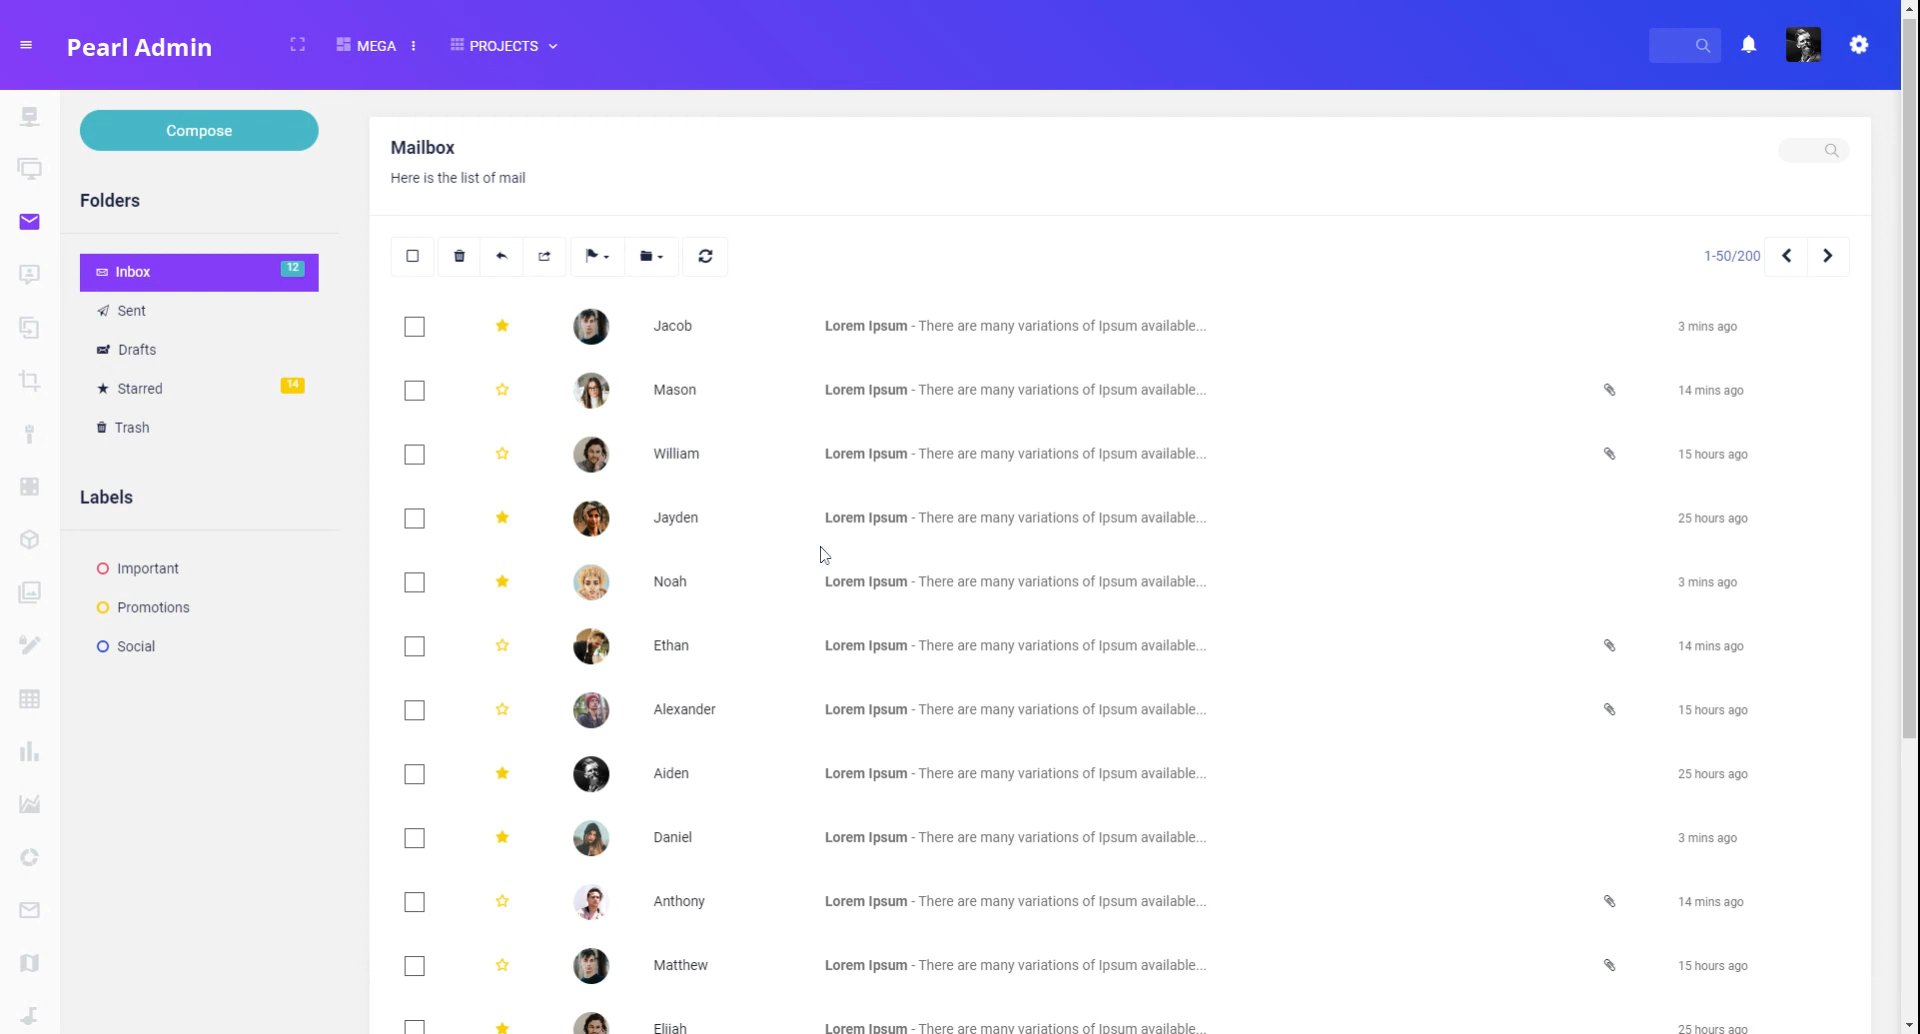 Pearl Admin
MEGA
PROJECTS
Compose
Folders
Inbox 12
Sent
Drafts
Starred 14
Trash
Labels
Important
Promotions
Social
Mailbox
Here is the list of mail
1-50/200
Jacob Lorem Ipsum - There are many variations of Ipsum available... 3 mins ago
Mason Lorem Ipsum - There are many variations of Ipsum available... 14 mins ago
William Lorem Ipsum - There are many variations of Ipsum available... 15 hours ago
Jayden Lorem Ipsum - There are many variations of Ipsum available... 25 hours ago
Noah Lorem Ipsum - There are many variations of Ipsum available... 3 mins ago
Ethan Lorem Ipsum - There are many variations of Ipsum available... 14 mins ago
Alexander Lorem Ipsum - There are many variations of Ipsum available... 15 hours ago
Aiden Lorem Ipsum - There are many variations of Ipsum available... 25 hours ago
Daniel Lorem Ipsum - There are many variations of Ipsum available... 3 mins ago
Anthony Lorem Ipsum - There are many variations of Ipsum available... 14 mins ago
Matthew Lorem Ipsum - There are many variations of Ipsum available... 15 hours ago
Elijah Lorem Ipsum - There are many variations of Ipsum available... 25 hours ago